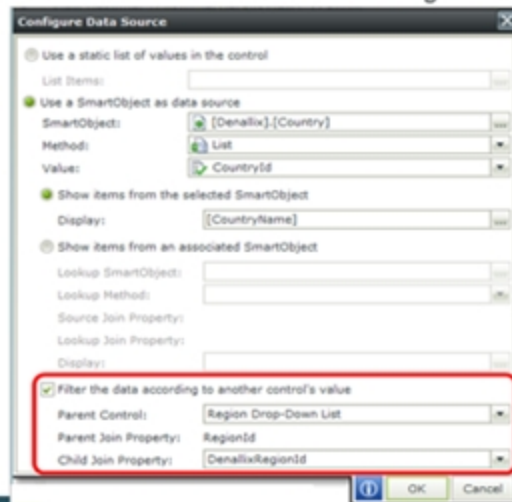 Configure Data Source
Use a static list of values in the control
List Items:
Use a SmartObject as data source
SmartObject: [Denallix].[Country]
Method: List
Value: CountryId
Show items from the selected SmartObject
Display: [CountryName]
Show items from an associated SmartObject
Lookup SmartObject:
Lookup Method:
Source Join Property:
Lookup Join Property:
Display:
Filter the data according to another control's value
Parent Control: Region Drop-Down List
Parent Join Property: RegionId
Child Join Property: DenallixRegionId
OK Cancel